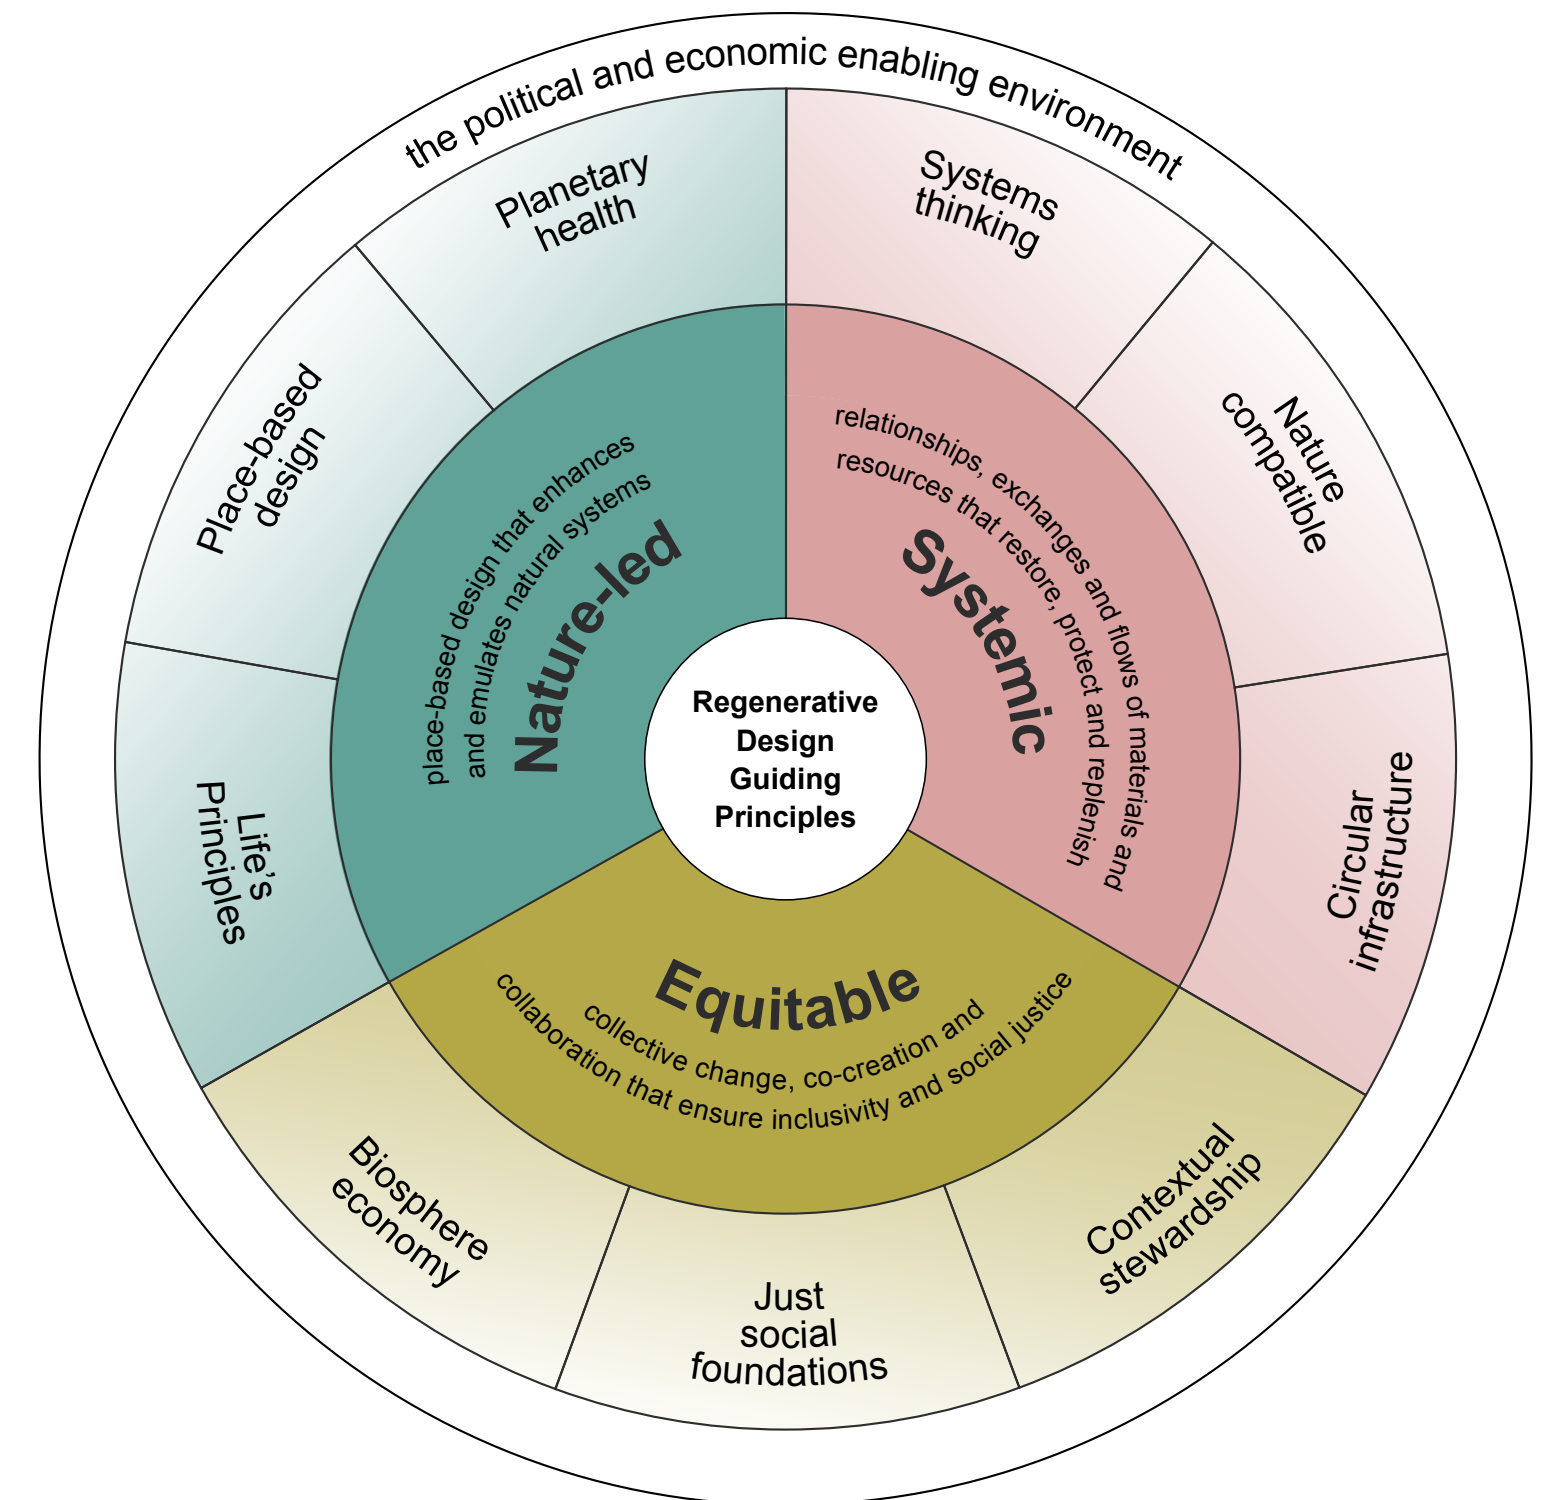 the political and economic enabling environment
Planetary
health
Systems
thinking
Place-based
design
Nature
compatible
Life’s
Principles
Circular
infrastructure
place-based design that enhances
and emulates natural systems
Nature-led
relationships, exchanges and flows of materials and
resources that restore, protect and replenish
Systemic
Regenerative
Design
Guiding
Principles
Equitable
collective change, co-creation and
collaboration that ensure inclusivity and social justice
Biosphere
economy
Just
social
foundations
Contextual
stewardship